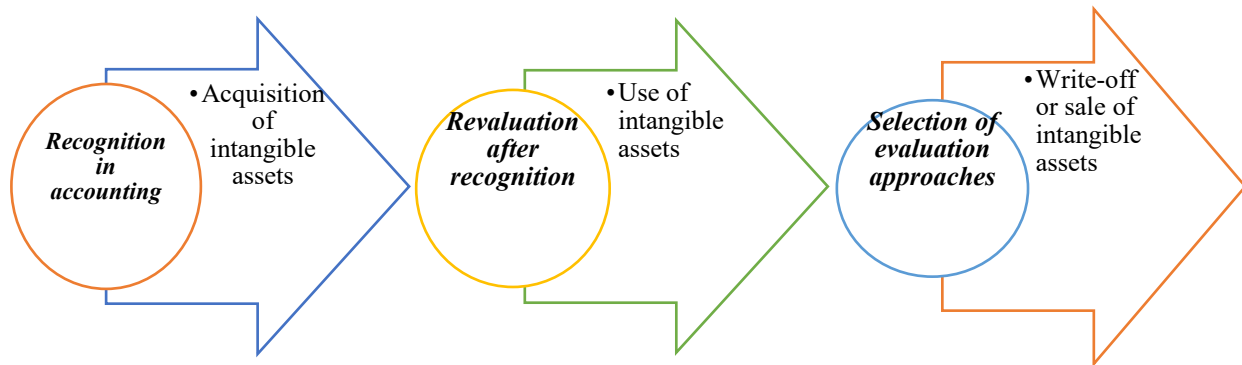 Recognition
in
accounting
•Acquisition
of
intangible
assets
Revaluation
after
recognition
•Use of
intangible
assets
Selection of
evaluation
approaches
•Write-off
or sale of
intangible
assets